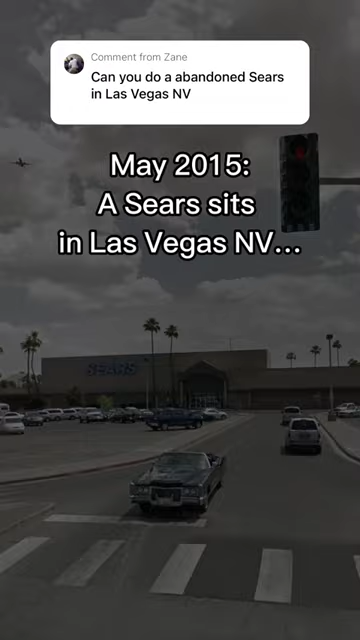 Comment from Zane
Can you do a abandoned Sears
in Las Vegas NV
May 2015:
A Sears sits
in Las Vegas NV...
SEARS